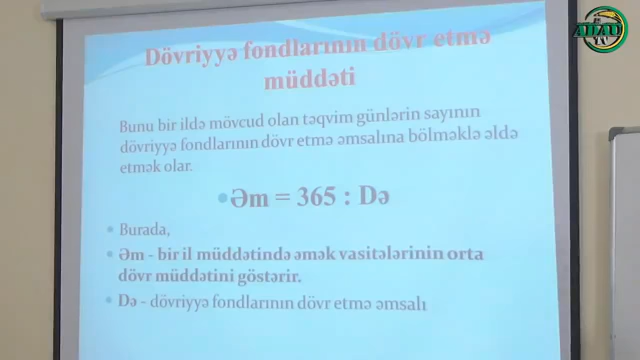 ADAU
TV
Dövriyyə fondlarının dövr etmə
müddəti
Bunu bir ildə mövcud olan təqvim günlərin sayının
dövriyyə fondlarının dövr etmə əmsalına bölməklə əldə
etmək olar.
•Əm = 365 : Də
• Burada,
• Əm - bir il müddətində əmək vasitələrinin orta
dövr müddətini göstərir.
• Də - dövriyyə fondlarının dövr etmə əmsalı